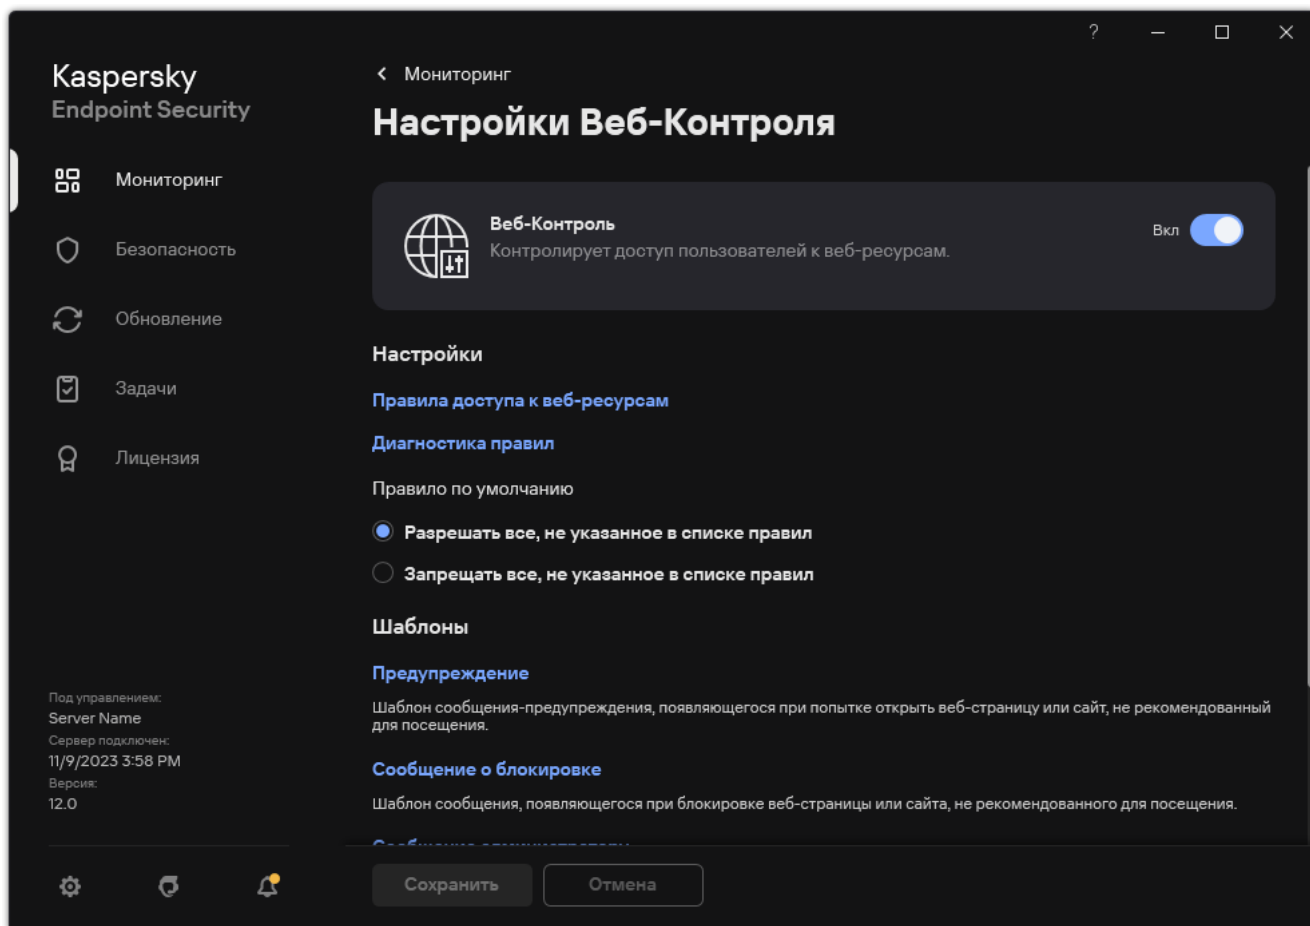 ?
Kaspersky
Endpoint Security
Мониторинг
Безопасность
Обновление
Задачи
Лицензия
Под управлением:
Server Name
Сервер подключен:
11/9/2023 3:58 PM
Версия:
12.0
Мониторинг
Настройки Веб-Контроля
Веб-Контроль
Контролирует доступ пользователей к веб-ресурсам.
Вкл
Настройки
Правила доступа к веб-ресурсам
Диагностика правил
Правило по умолчанию
Разрешать все, не указанное в списке правил
Запрещать все, не указанное в списке правил
Шаблоны
Предупреждение
Шаблон сообщения-предупреждения, появляющегося при попытке открыть веб-страницу или сайт, не рекомендованный
для посещения.
Сообщение о блокировке
Шаблон сообщения, появляющегося при блокировке веб-страницы или сайта, не рекомендованного для посещения.
Сообщение администратору
Сохранить
Отмена